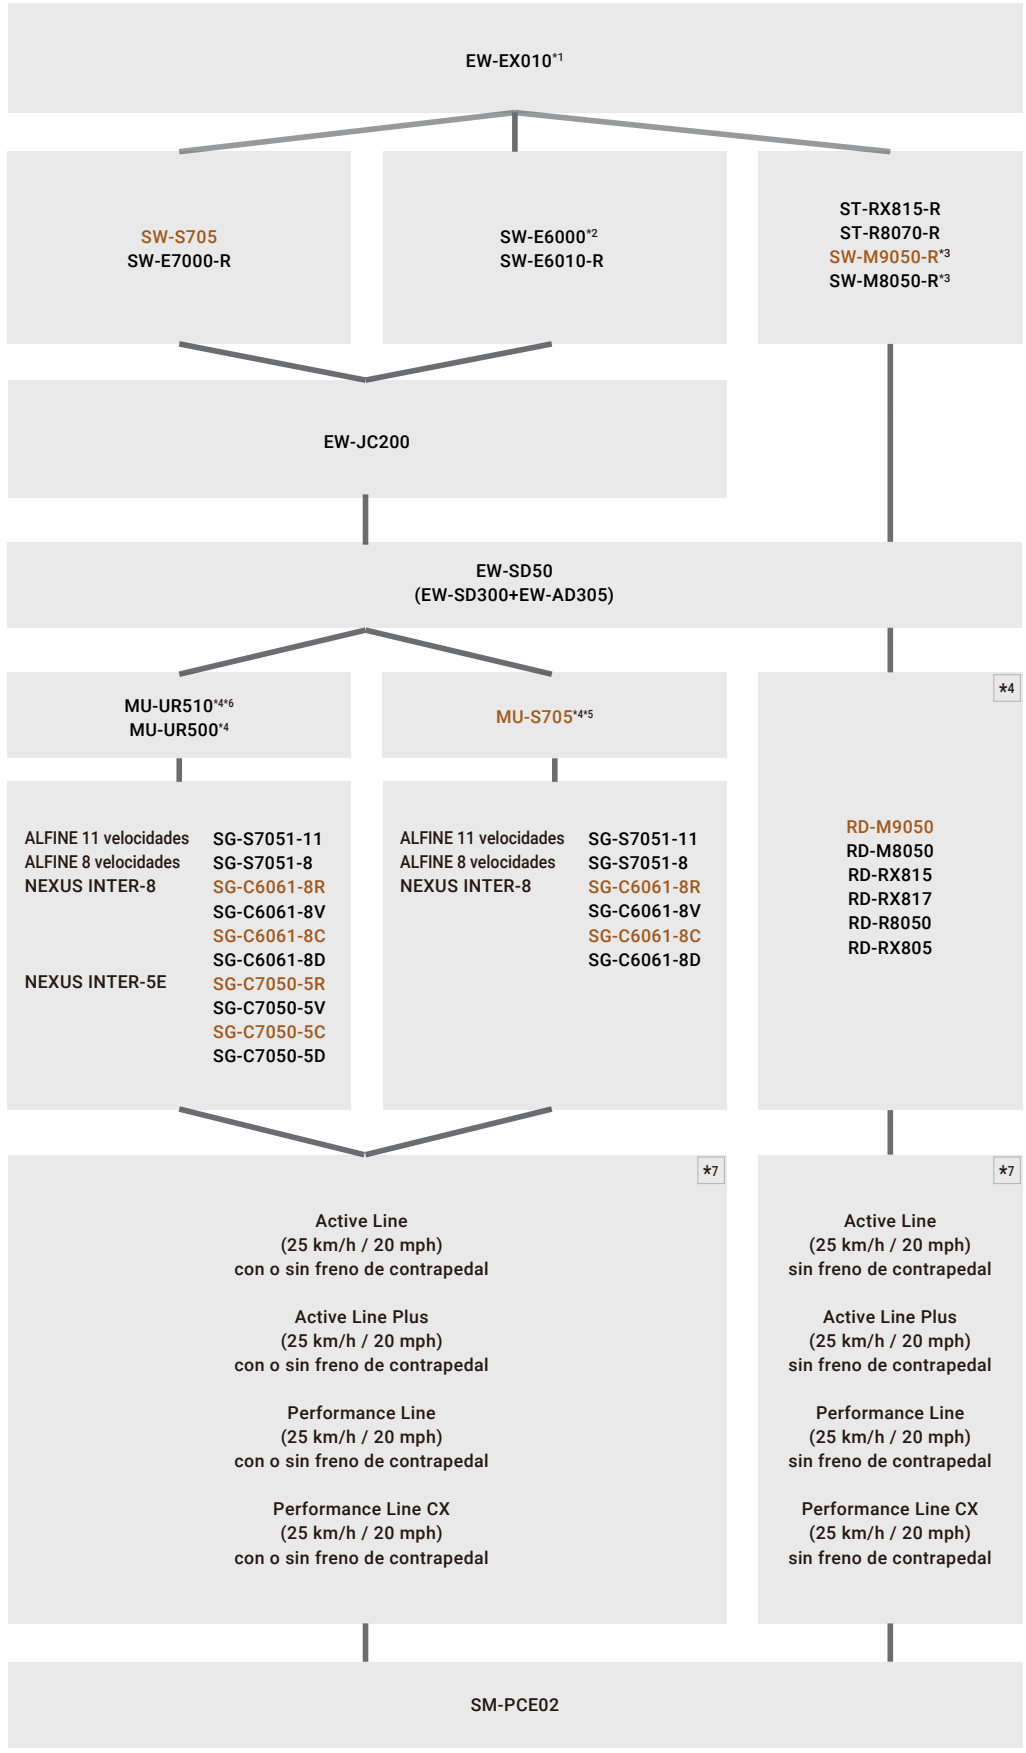 EW-EX010*1
SW-S705
SW-E7000-R
SW-E6000*2
SW-E6010-R
ST-RX815-R
ST-R8070-R
SW-M9050-R*3
SW-M8050-R*3
EW-JC200
EW-SD50
(EW-SD300+EW-AD305)
MU-UR510*4*6
MU-UR500*4
MU-S705*4*5
*4
ALFINE 11 velocidades SG-S7051-11
ALFINE 8 velocidades SG-S7051-8
NEXUS INTER-8 SG-C6061-8R
SG-C6061-8V
SG-C6061-8C
SG-C6061-8D
NEXUS INTER-5E SG-C7050-5R
SG-C7050-5V
SG-C7050-5C
SG-C7050-5D
ALFINE 11 velocidades SG-S7051-11
ALFINE 8 velocidades SG-S7051-8
NEXUS INTER-8 SG-C6061-8R
SG-C6061-8V
SG-C6061-8C
SG-C6061-8D
RD-M9050
RD-M8050
RD-RX815
RD-RX817
RD-R8050
RD-RX805
*7
Active Line
(25 km/h / 20 mph)
con o sin freno de contrapedal
Active Line Plus
(25 km/h / 20 mph)
con o sin freno de contrapedal
Performance Line
(25 km/h / 20 mph)
con o sin freno de contrapedal
Performance Line CX
(25 km/h / 20 mph)
con o sin freno de contrapedal
*7
Active Line
(25 km/h / 20 mph)
sin freno de contrapedal
Active Line Plus
(25 km/h / 20 mph)
sin freno de contrapedal
Performance Line
(25 km/h / 20 mph)
sin freno de contrapedal
Performance Line CX
(25 km/h / 20 mph)
sin freno de contrapedal
SM-PCE02